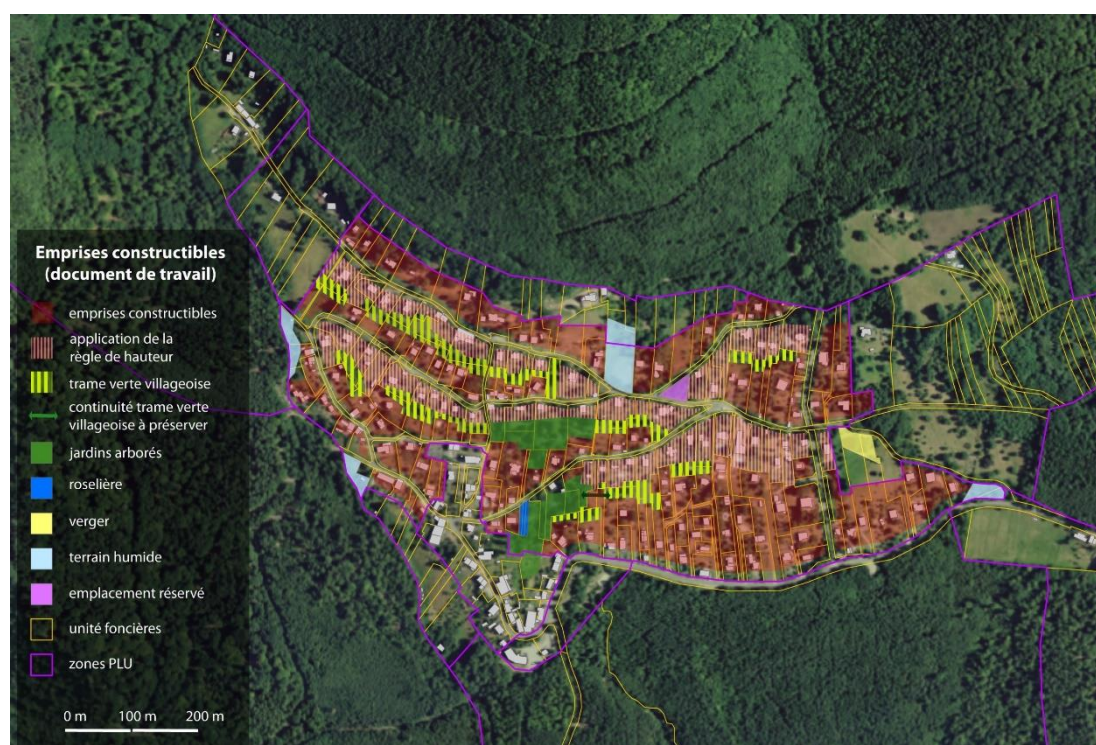 Emprises constructibles
(document de travail)
emprises constructibles
application de la
règle de hauteur
trame verte villageoise
continuité trame verte
villageoise à préserver
jardins arborés
roselière
verger
terrain humide
emplacement réservé
unité foncières
zones PLU
0 m 100 m 200 m